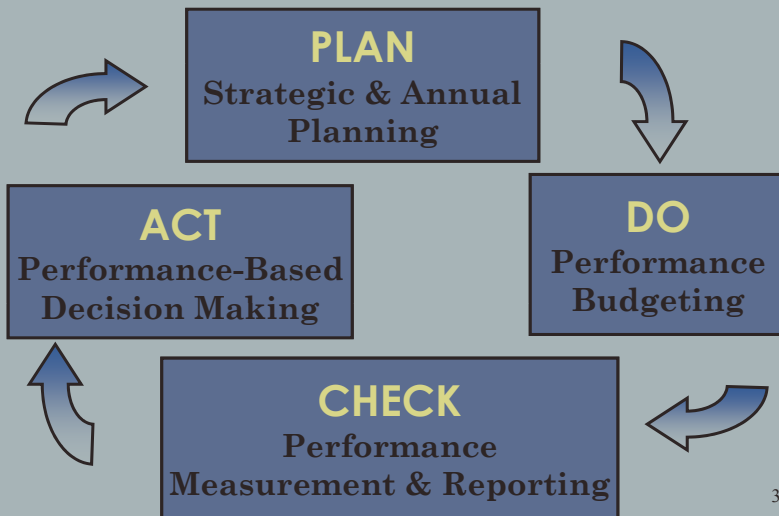 PLAN
Strategic & Annual
Planning
ACT
Performance-Based
Decision Making
DO
Performance
Budgeting
CHECK
Performance
Measurement & Reporting
3